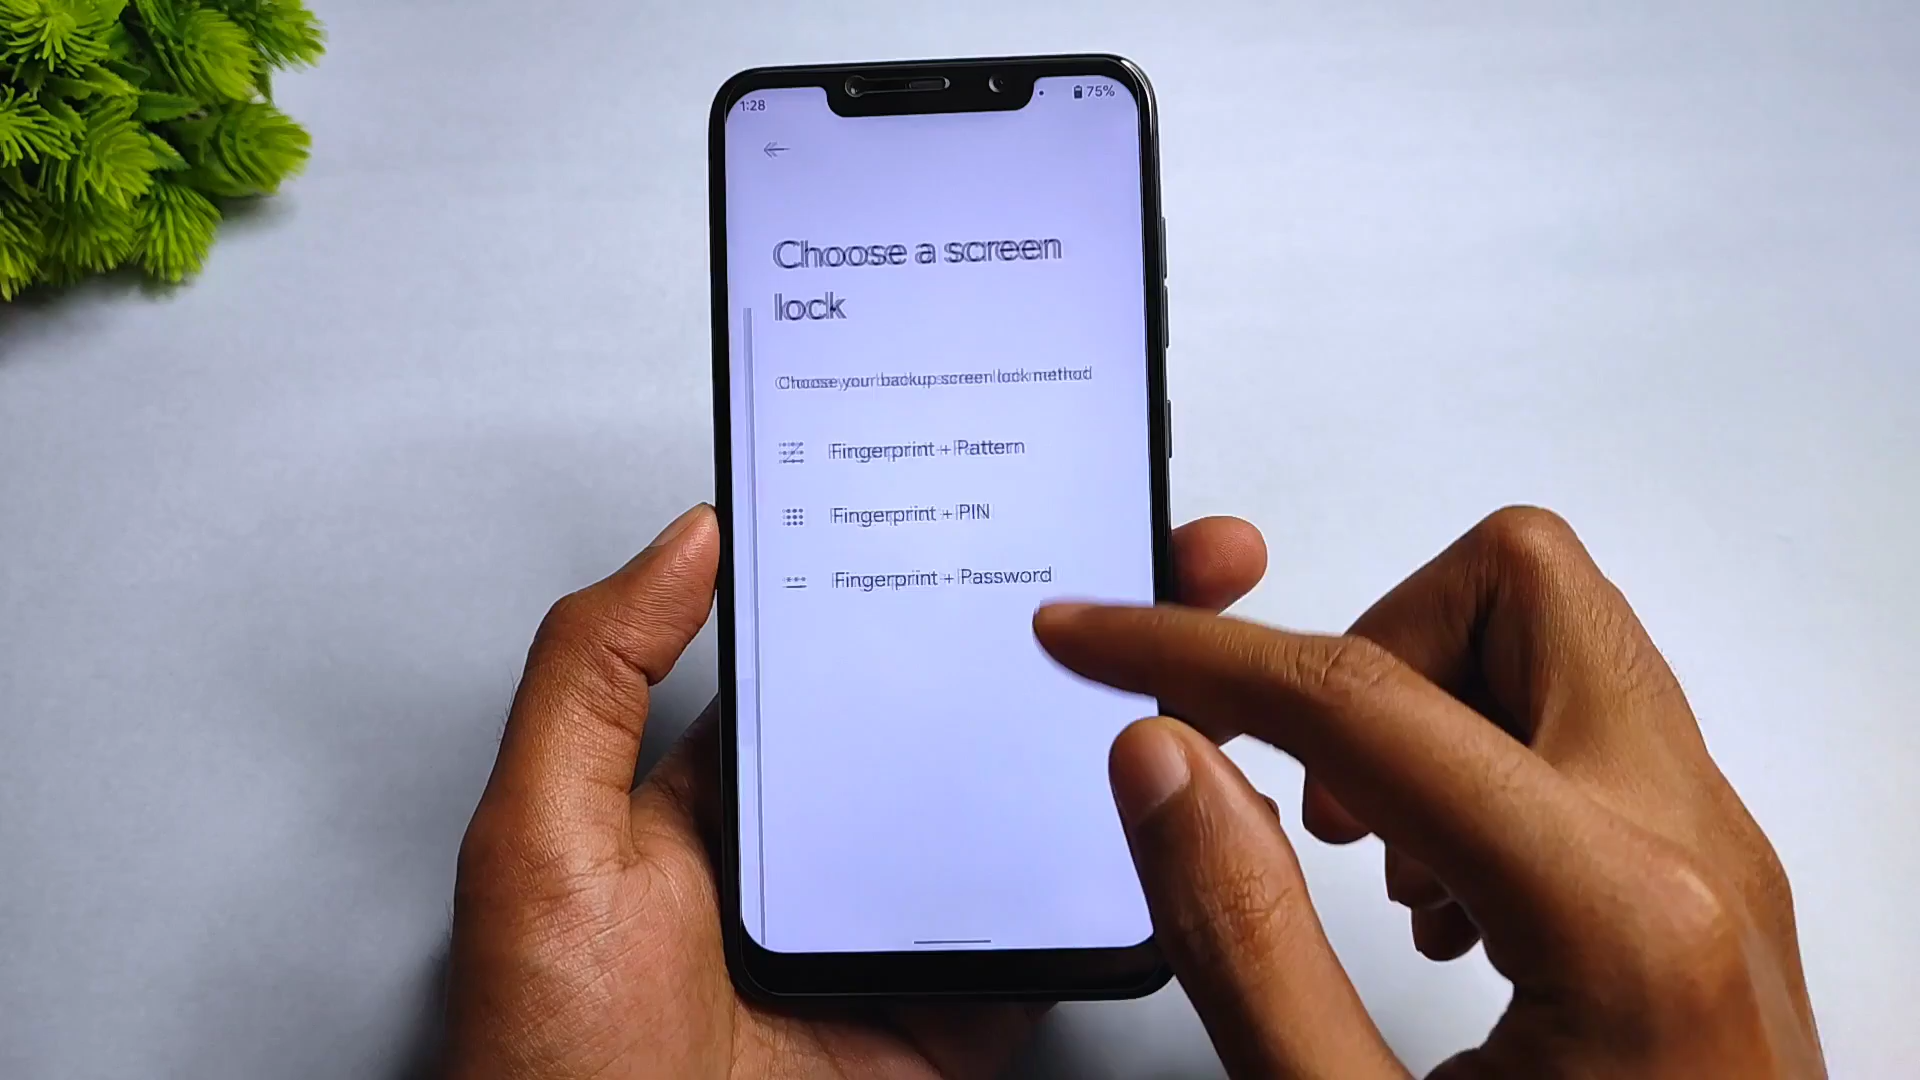 1:28
75%
Choose a screen
lock
Choose your backup screen lock method
Fingerprint + Pattern
Fingerprint + PIN
Fingerprint + Password